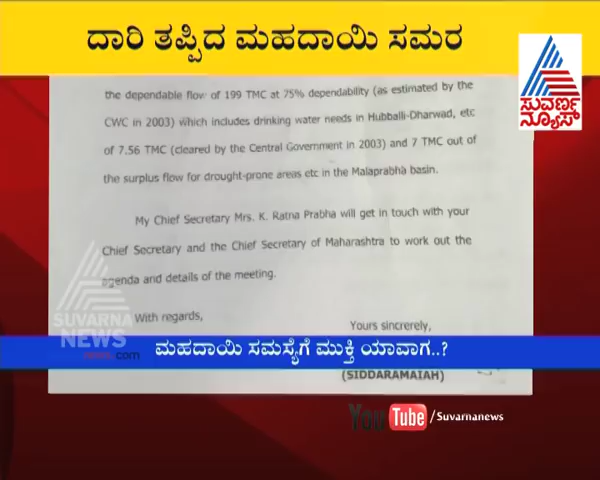 ದಾರಿ ತಪ್ಪಿದ ಮಹದಾಯಿ ಸಮರ
ಸುವರ್ಣ
ನ್ಯೂಸ್
the dependable flow of 199 TMC at 75% dependability (as estimated by the
CWC in 2003) which includes drinking water needs in Hubballi-Dharwad, etc
of 7.56 TMC (cleared by the Central Government in 2003) and 7 TMC out of
the surplus flow for drought-prone areas etc in the Malaprabha basin.
My Chief Secretary Mrs. K. Ratna Prabha will get in touch with your
Chief Secretary and the Chief Secretary of Maharashtra to work out the
agenda and details of the meeting.
With regards,
Yours sincrerely,
SUVARNA
NEWS
.com
ಮಹದಾಯಿ ಸಮಸ್ಯೆಗೆ ಮುಕ್ತಿ ಯಾವಾಗ..?
(SIDDARAMAIAH)
You Tube /Suvarnanews